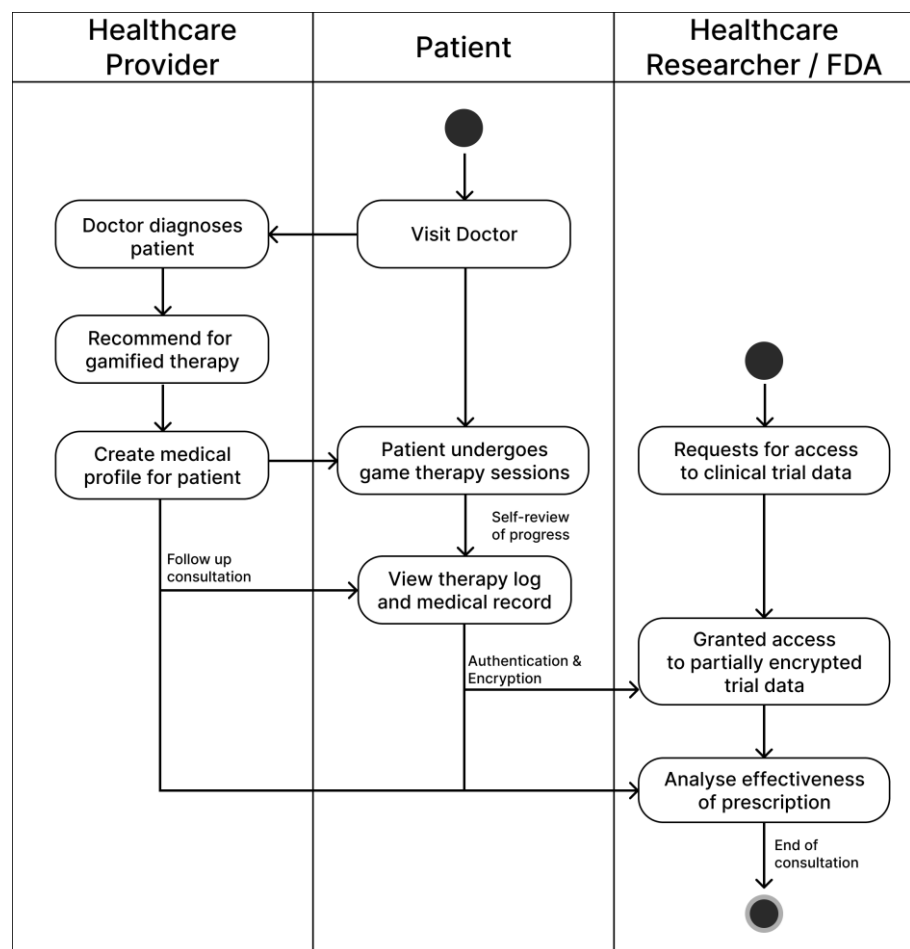 Healthcare
Provider
Patient
Healthcare
Researcher / FDA
Doctor diagnoses
patient
Visit Doctor
Recommend for
gamified therapy
Create medical
profile for patient
Patient undergoes
game therapy sessions
Requests for access
to clinical trial data
Self-review
of progress
Follow up
consultation
View therapy log
and medical record
Authentication &
Encryption
Granted access
to partially encrypted
trial data
Analyse effectiveness
of prescription
End of
consultation